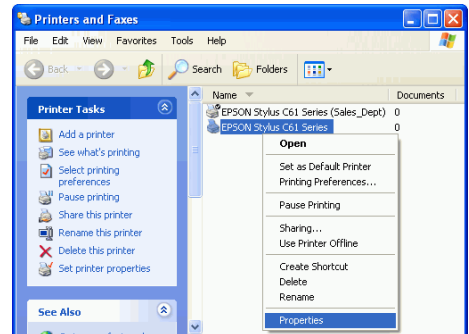 Printers and Faxes
File Edit View Favorites Tools Help
Back Search Folders
Name Documents
Printer Tasks
EPSON Stylus C61 Series (Sales_Dept) 0
EPSON Stylus C61 Series 0
Add a printer
See what's printing
Select printing
preferences
Pause printing
Share this printer
Rename this printer
Delete this printer
Set printer properties
See Also
Open
Set as Default Printer
Printing Preferences...
Pause Printing
Sharing...
Use Printer Offline
Create Shortcut
Delete
Rename
Properties